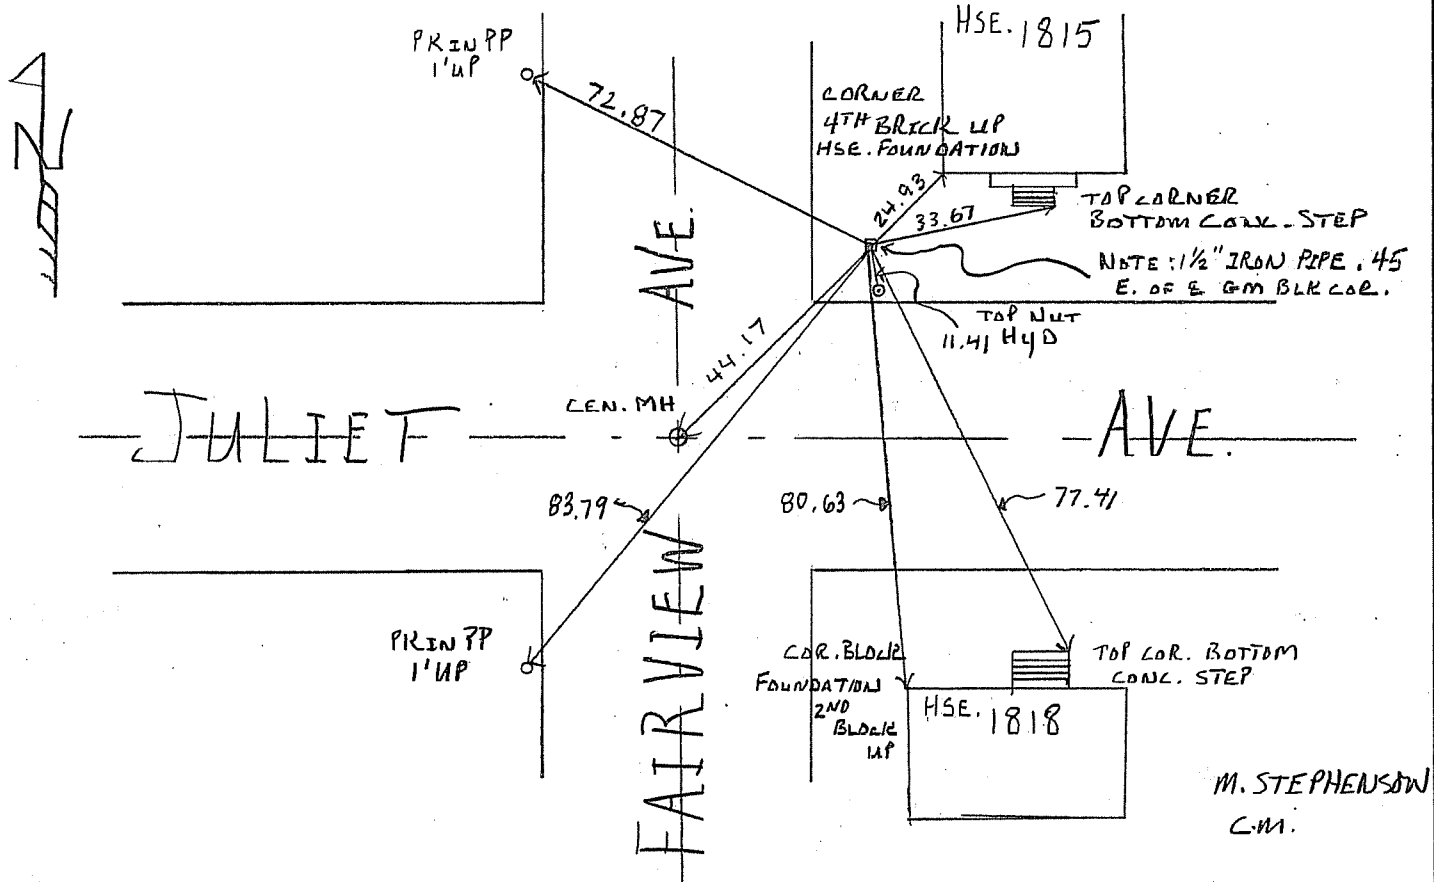 HSE. 1815
PK IN PP
1' UP
N
72.87
CORNER
4TH BRICK UP
HSE. FOUNDATION
24.93
33.67
TOP CORNER
BOTTOM CONC. STEP
NOTE: 1½" IRON PIPE .45
E. OF & GM BLK COR.
AVE.
TOP NUT
11.41 HYD
44.17
CEN. MH
JULIET AVE.
83.79
80.63
77.41
FAIRVIEW
PK IN PP
1' UP
COR. BLOCK
FOUNDATION
2ND
BLOCK
UP
TOP COR. BOTTOM
CONC. STEP
HSE. 1818
M. STEPHENSON
C.M.